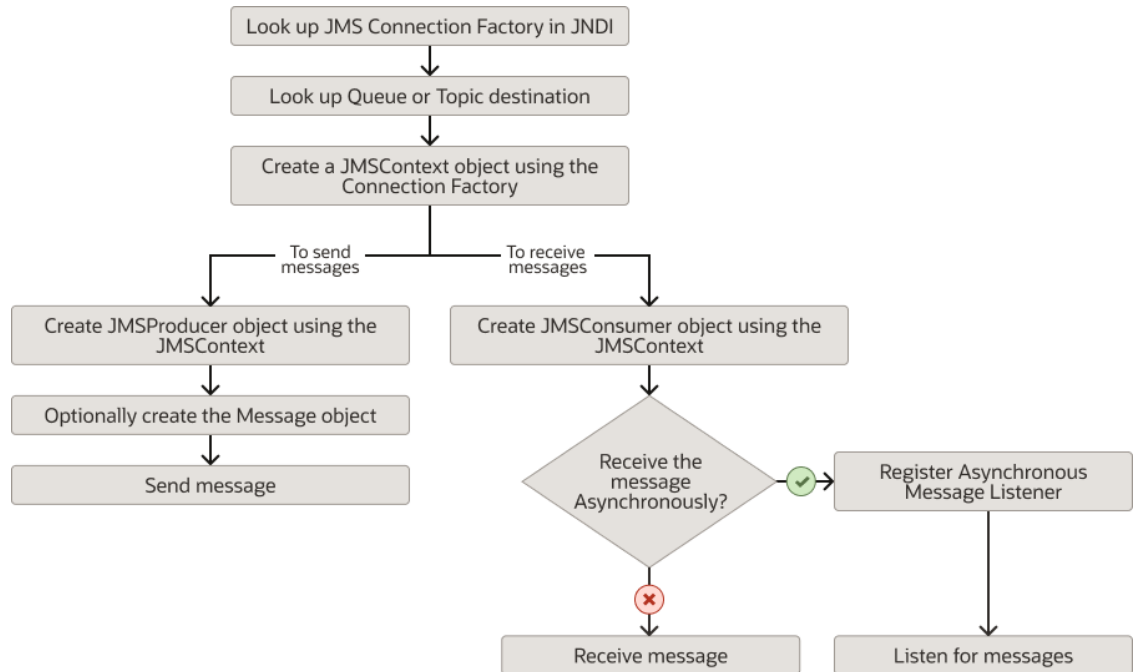 Look up JMS Connection Factory in JNDI
Look up Queue or Topic destination
Create a JMSContext object using the
Connection Factory
To send
messages
To receive
messages
Create JMSProducer object using the
JMSContext
Create JMSConsumer object using the
JMSContext
Optionally create the Message object
Send message
Receive the
message
Asynchronously?
Register Asynchronous
Message Listener
Receive message
Listen for messages